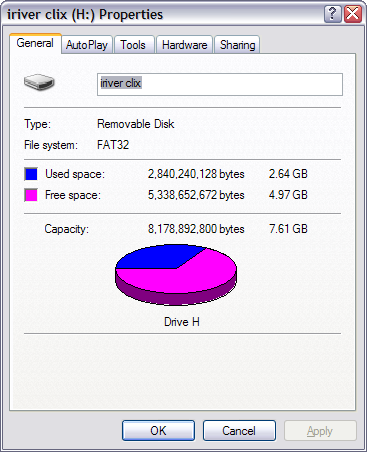 iriver clix (H:) Properties
General AutoPlay Tools Hardware Sharing
iriver clix
Type: Removable Disk
File system: FAT32
Used space: 2,840,240,128 bytes 2.64 GB
Free space: 5,338,652,672 bytes 4.97 GB
Capacity: 8,178,892,800 bytes 7.61 GB
Drive H
OK Cancel Apply